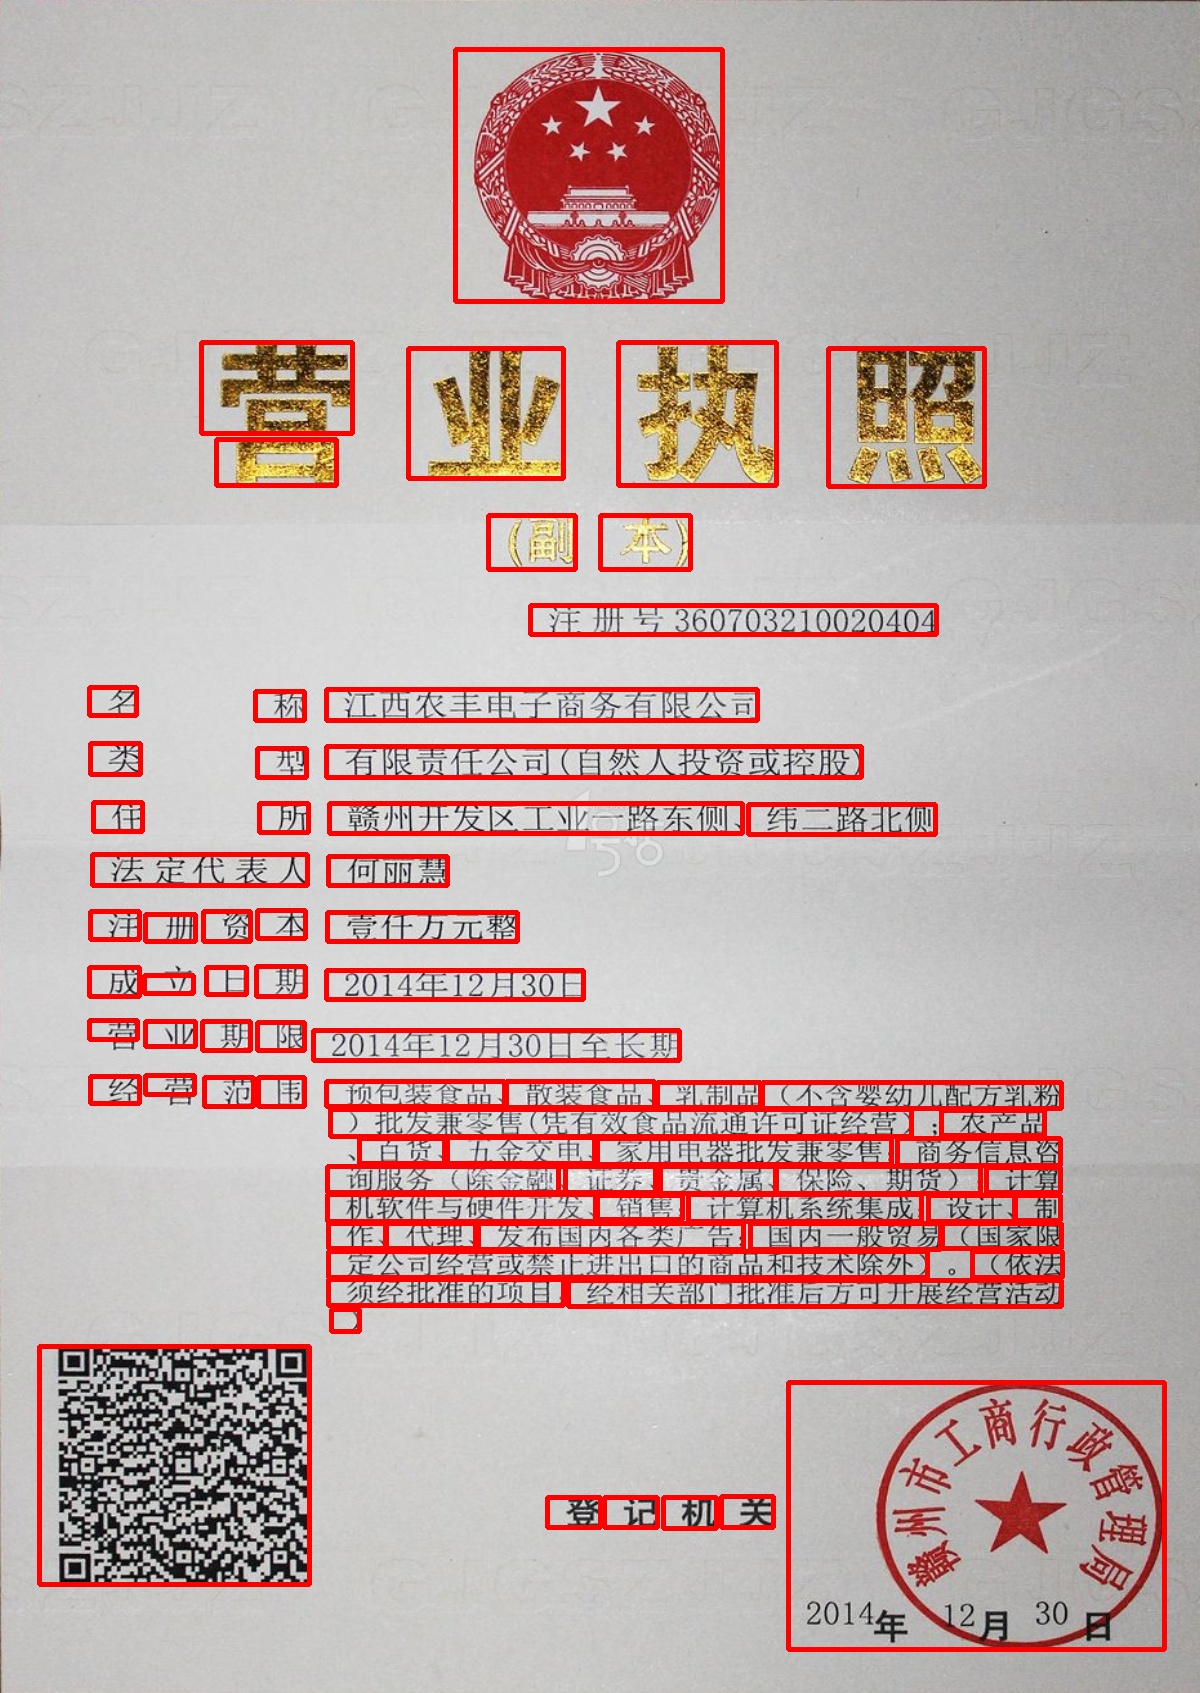 营业执照
(副 本)
注册号 360703210020404
名 称 江西农丰电子商务有限公司
类 型 有限责任公司(自然人投资或控股)
住 所 赣州开发区工业一路东侧、纬二路北侧
法定代表人 何丽慧
注册资本 壹仟万元整
成立日期 2014年12月30日
营业期限 2014年12月30日至长期
经营范围 预包装食品、散装食品、乳制品（不含婴幼儿配方乳粉
）批发兼零售(凭有效食品流通许可证经营)；农产品
、百货、五金交电、家用电器批发兼零售；商务信息咨
询服务（除金融、证券、贵金属、保险、期货）；计算
机软件与硬件开发、销售；计算机系统集成；设计、制
作、代理、发布国内各类广告；国内一般贸易（国家限
定公司经营或禁止进出口的商品和技术除外）。（依法
须经批准的项目，经相关部门批准后方可开展经营活动
）
登记机关
赣州市工商行政管理局
2014年 12月 30日
1号站